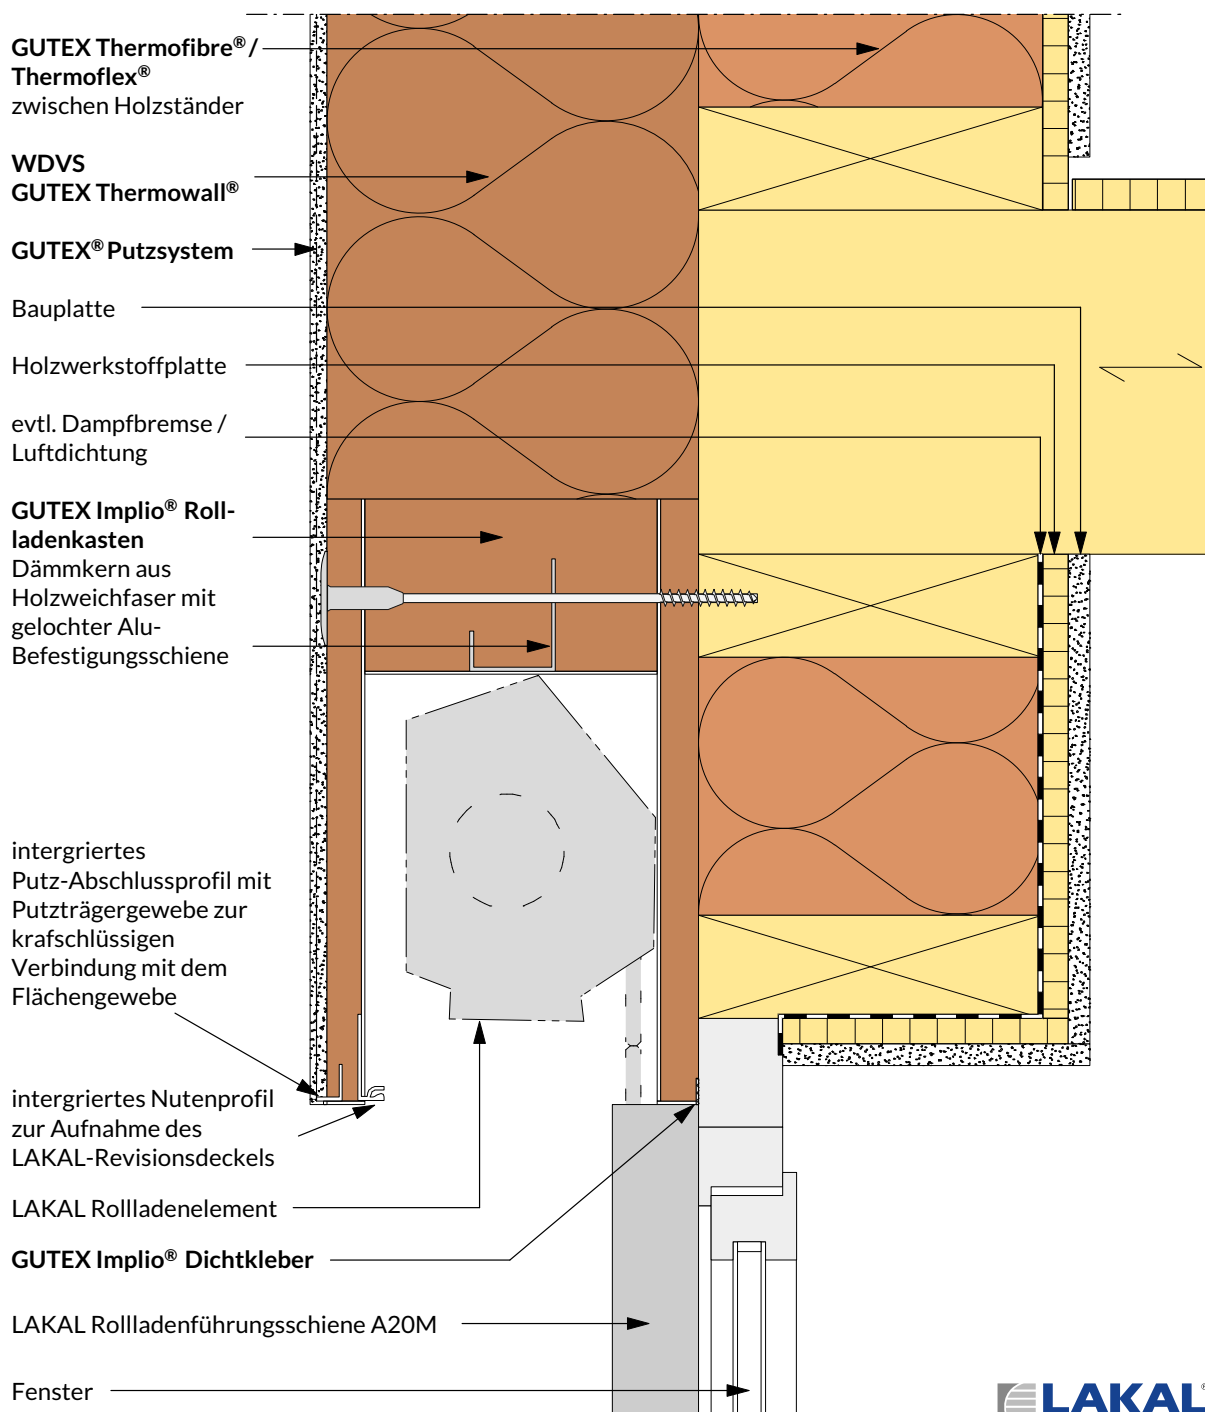 GUTEX Thermofibre® /
Thermoflex®
zwischen Holzständer
WDVS
GUTEX Thermowall®
GUTEX® Putzsystem
Bauplatte
Holzwerkstoffplatte
evtl. Dampfbremse /
Luftdichtung
GUTEX Implio® Roll-
ladenkasten
Dämmkern aus
Holzweichfaser mit
gelochter Alu-
Befestigungsschiene
intergriertes
Putz-Abschlussprofil mit
Putzträgergewebe zur
krafschlüssigen
Verbindung mit dem
Flächengewebe
intergriertes Nutenprofil
zur Aufnahme des
LAKAL-Revisionsdeckels
LAKAL Rollladenelement
GUTEX Implio® Dichtkleber
LAKAL Rollladenführungsschiene A20M
Fenster
LAKAL®